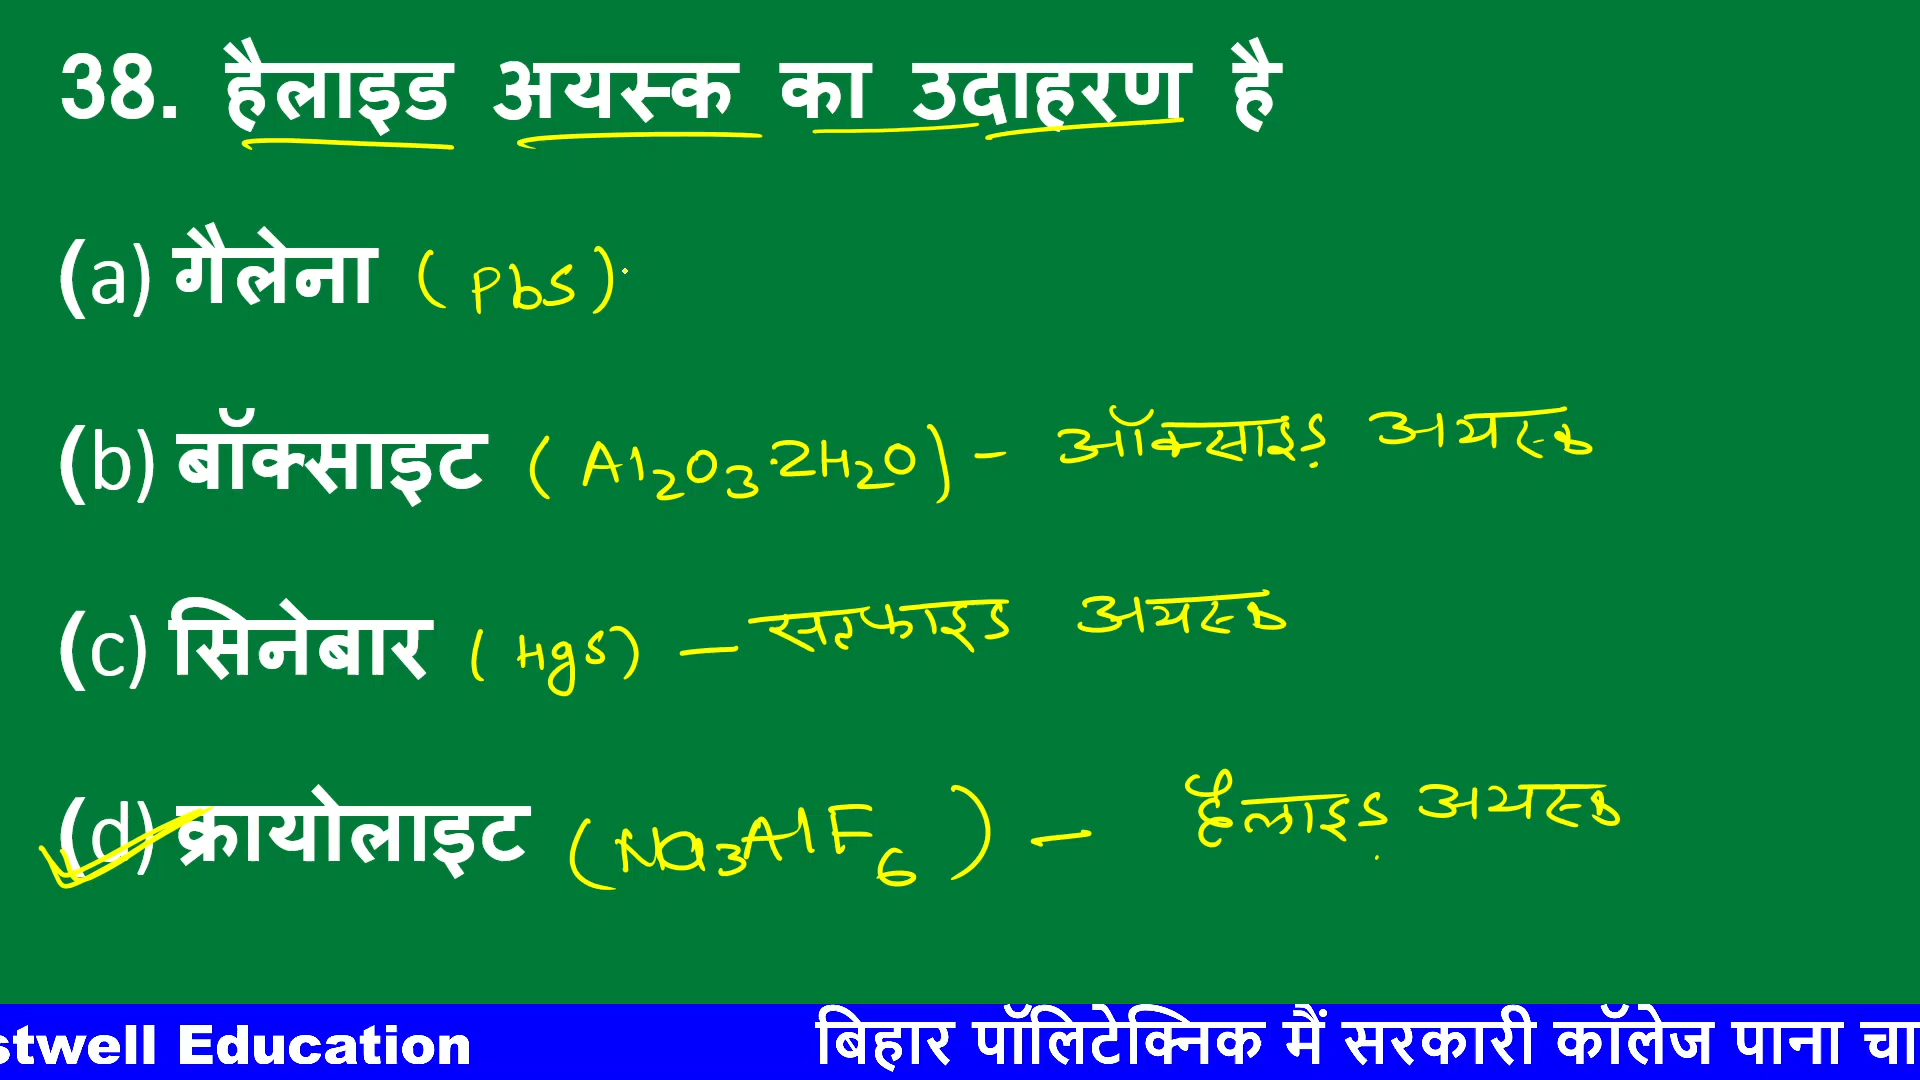 38. हैलाइड अयस्क का उदाहरण है
(a) गैलेना (PbS)
(b) बॉक्साइट (Al₂O₃.2H₂O) - ऑक्साइड़ अयस्क
(c) सिनेबार (HgS) – सल्फाइड अयस्क
(d) क्रायोलाइट (Na₃AlF₆) – हैलाइड़ अयस्क
stwell Education बिहार पॉलिटेक्निक मैं सरकारी कॉलेज पाना चा